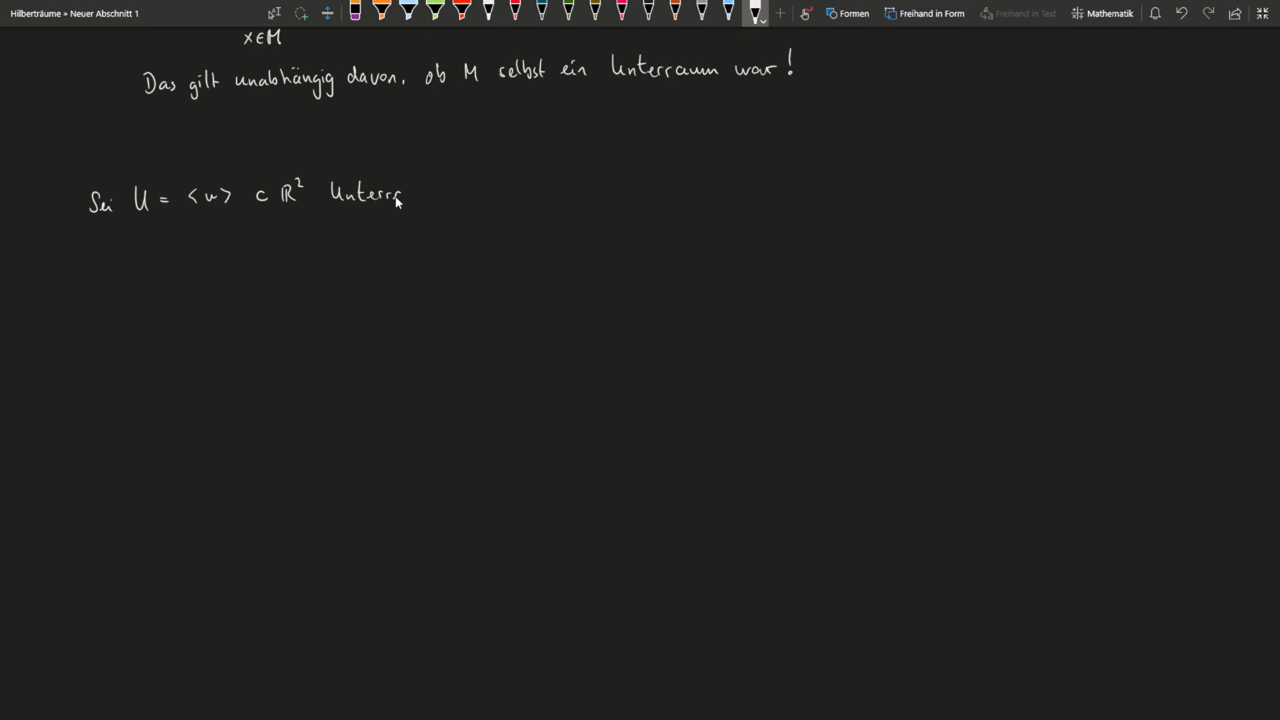 Hilberträume » Neuer Abschnitt 1
Formen
Freihand in Form
Freihand in Text
Mathematik
x∈M
Das gilt unabhängig davon, ob M selbst ein Unterraum war!
Sei U = <u> ⊂ ℝ² Unterr